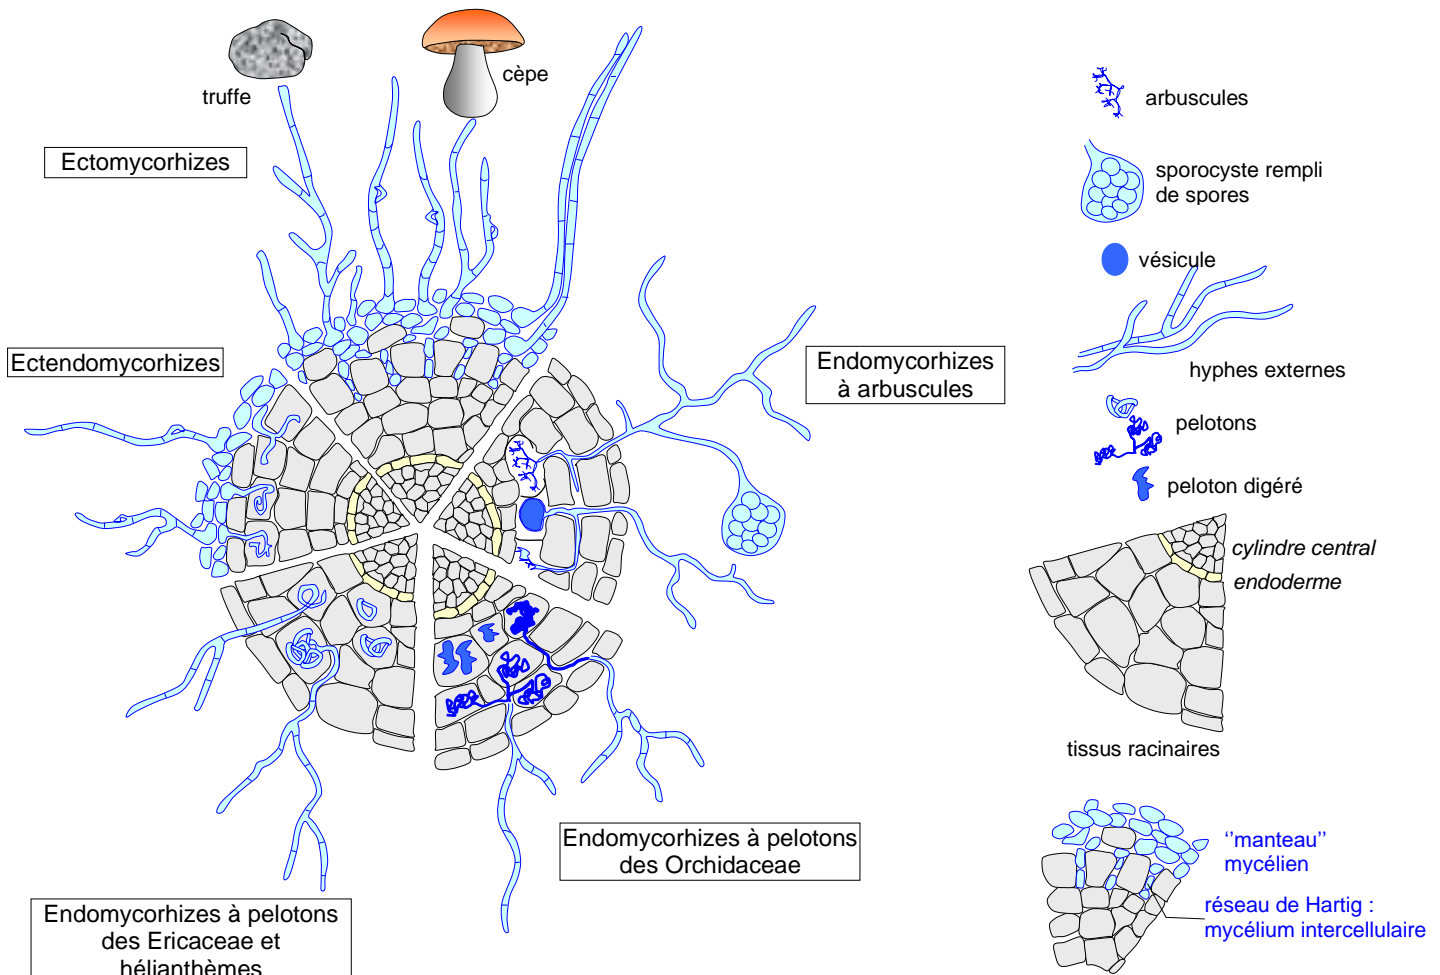 truffe
cèpe
Ectomycorhizes
Ectendomycorhizes
Endomycorhizes
à arbuscules
Endomycorhizes à pelotons
des Orchidaceae
Endomycorhizes à pelotons
des Ericaceae et
hélianthèmes
arbuscules
sporocyste rempli
de spores
vésicule
hyphes externes
pelotons
peloton digéré
cylindre central
endoderme
tissus racinaires
''manteau''
mycélien
réseau de Hartig :
mycélium intercellulaire